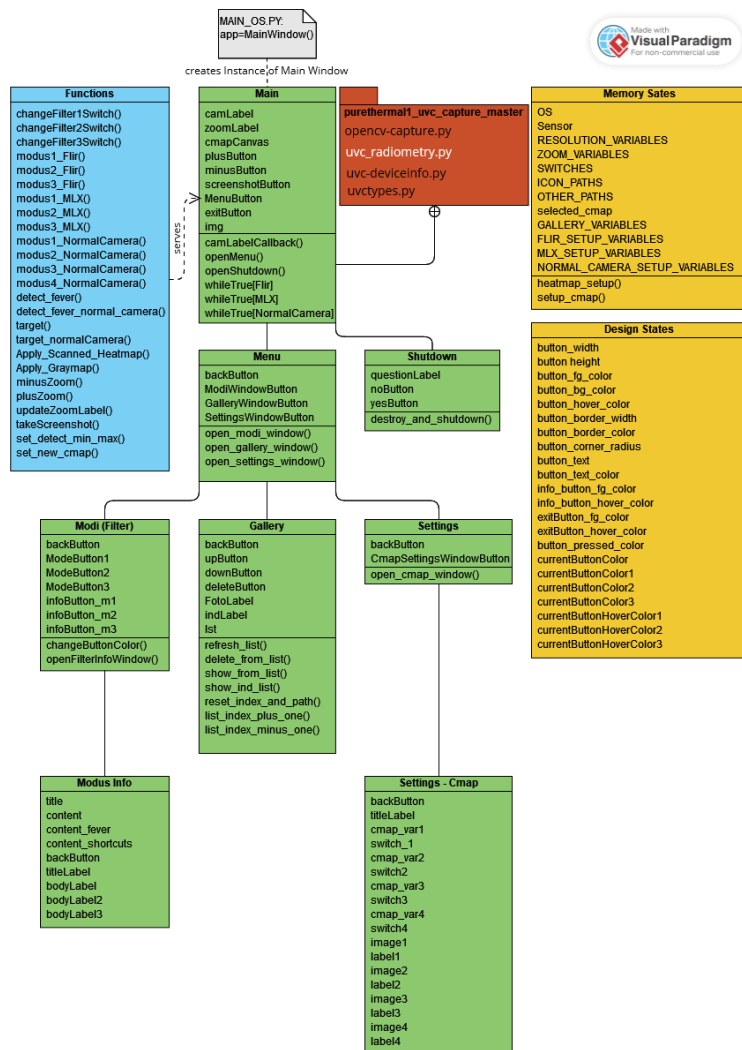 MAIN_OS.PY:
app=MainWindow()
Made with
VisualParadigm
For non-commercial use
creates Instance of Main Window
Functions
changeFilter1Switch()
changeFilter2Switch()
changeFilter3Switch()
modus1_Flir()
modus2_Flir()
modus3_Flir()
modus1_MLX()
modus2_MLX()
modus3_MLX()
modus1_NormalCamera()
modus2_NormalCamera()
modus3_NormalCamera()
modus4_NormalCamera()
detect_fever()
detect_fever_normal_camera()
target()
target_normalCamera()
Apply_Scanned_Heatmap()
Apply_Graymap()
minusZoom()
plusZoom()
updateZoomLabel()
takeScreenshot()
set_detect_min_max()
set_new_cmap()
serves
Main
camLabel
zoomLabel
cmapCanvas
plusButton
minusButton
screenshotButton
MenuButton
exitButton
img
camLabelCallback()
openMenu()
openShutdown()
whileTrue[Flir]
whileTrue[MLX]
whileTrue[NormalCamera]
purethermal1_uvc_capture_master
opencv-capture.py
uvc_radiometry.py
uvc-deviceinfo.py
uvctypes.py
Memory Sates
OS
Sensor
RESOLUTION_VARIABLES
ZOOM_VARIABLES
SWITCHES
ICON_PATHS
OTHER_PATHS
selected_cmap
GALLERY_VARIABLES
FLIR_SETUP_VARIABLES
MLX_SETUP_VARIABLES
NORMAL_CAMERA_SETUP_VARIABLES
heatmap_setup()
setup_cmap()
Menu
backButton
ModiWindowButton
GalleryWindowButton
SettingsWindowButton
open_modi_window()
open_gallery_window()
open_settings_window()
Shutdown
questionLabel
noButton
yesButton
destroy_and_shutdown()
Design States
button_width
button height
button_fg_color
button_bg_color
button_hover_color
button_border_width
button_border_color
button_corner_radius
button_text
button_text_color
info_button_fg_color
info_button_hover_color
exitButton_fg_color
exitButton_hover_color
button_pressed_color
currentButtonColor
currentButtonColor1
currentButtonColor2
currentButtonColor3
currentButtonHoverColor1
currentButtonHoverColor2
currentButtonHoverColor3
Modi (Filter)
backButton
ModeButton1
ModeButton2
ModeButton3
infoButton_m1
infoButton_m2
infoButton_m3
changeButtonColor()
openFilterInfoWindow()
Gallery
backButton
upButton
downButton
deleteButton
FotoLabel
indLabel
lst
refresh_list()
delete_from_list()
show_from_list()
show_ind_list()
reset_index_and_path()
list_index_plus_one()
list_index_minus_one()
Settings
backButton
CmapSettingsWindowButton
open_cmap_window()
Modus Info
title
content
content_fever
content_shortcuts
backButton
titleLabel
bodyLabel
bodyLabel2
bodyLabel3
Settings - Cmap
backButton
titleLabel
cmap_var1
switch_1
cmap_var2
switch2
cmap_var3
switch3
cmap_var4
switch4
image1
label1
image2
label2
image3
label3
image4
label4